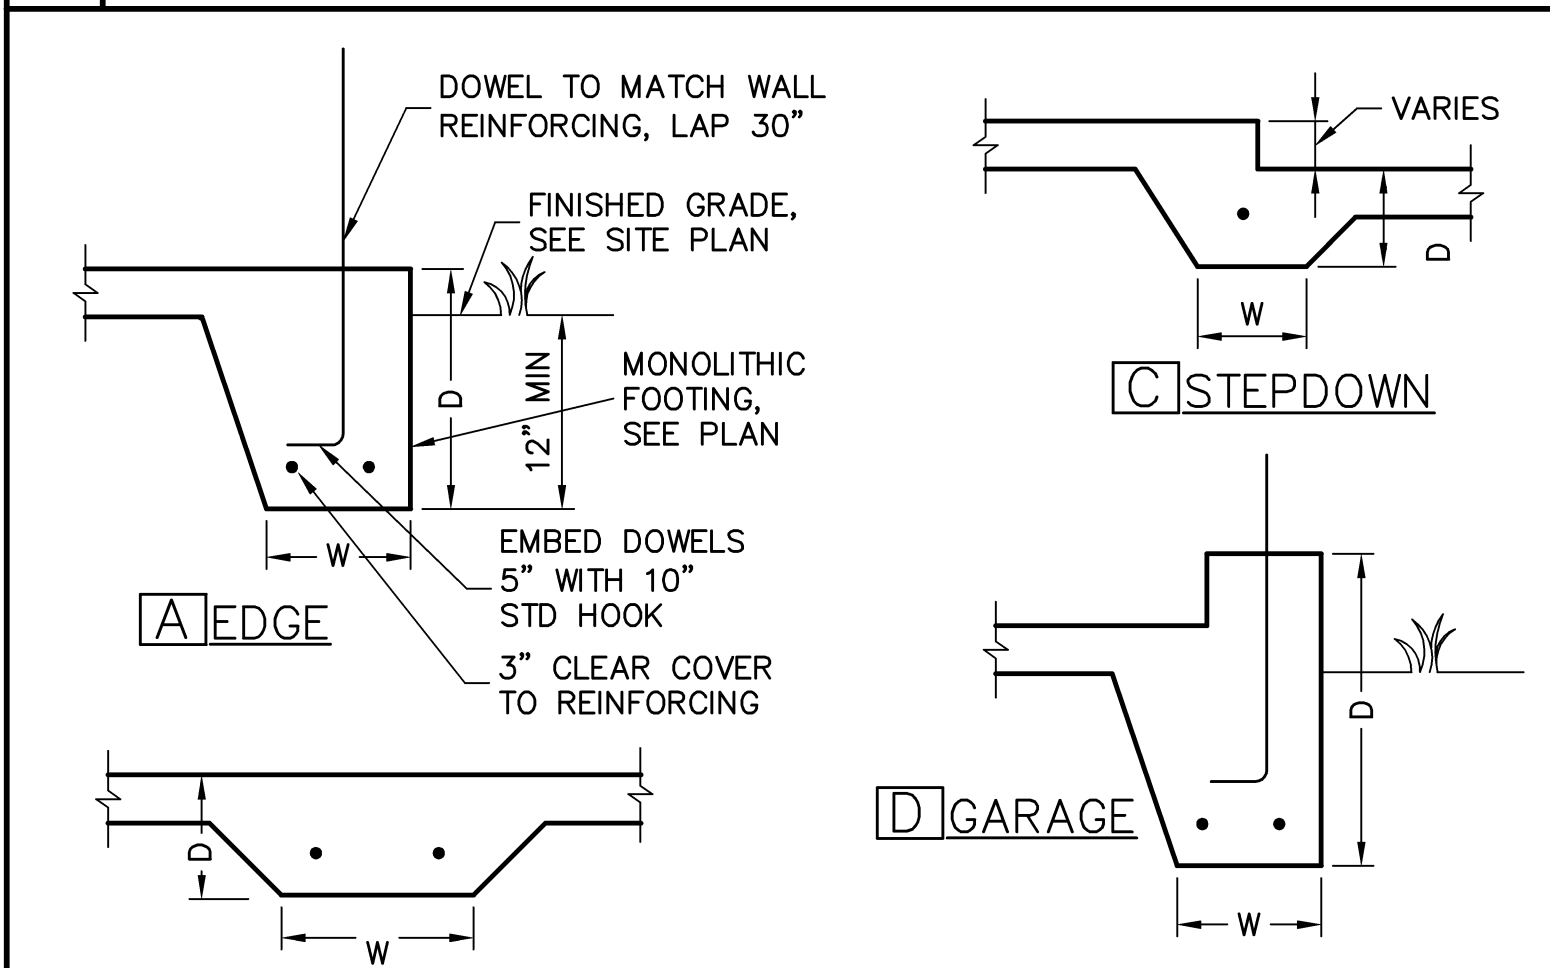 DOWEL TO MATCH WALL
REINFORCING, LAP 30”
FINISHED GRADE,
SEE SITE PLAN
D
12” MIN
MONOLITHIC
FOOTING,
SEE PLAN
W
EMBED DOWELS
5” WITH 10”
STD HOOK
3” CLEAR COVER
TO REINFORCING
A EDGE
D
W
VARIES
D
W
C STEPDOWN
D
D GARAGE
W